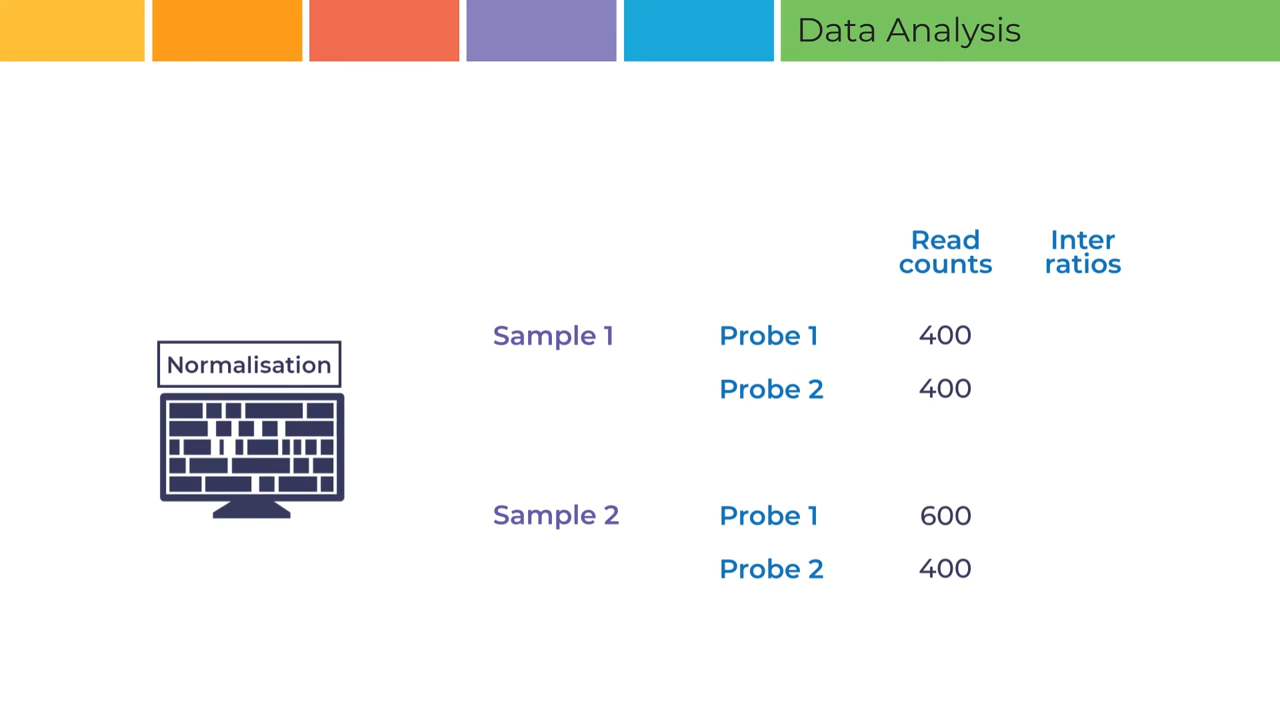 Data Analysis
Read counts
Inter ratios
Normalisation
Sample 1 Probe 1 400
Probe 2 400
Sample 2 Probe 1 600
Probe 2 400